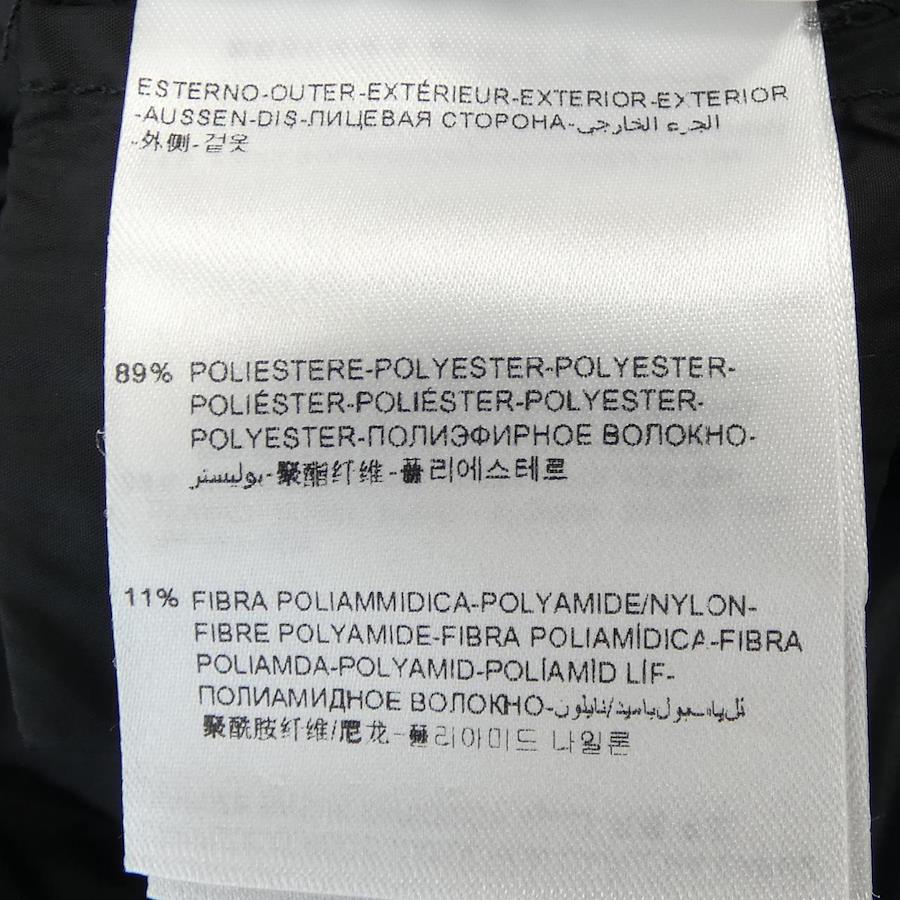 ESTERNO-OUTER-EXTÉRIEUR-EXTERIOR-EXTERIOR
-AUSSEN-DIŞ-ЛИЦЕВАЯ СТОРОНА-الجزء الخارجي
-外側-겉옷
89% POLIESTERE-POLYESTER-POLYESTER-
POLIÉSTER-POLIÉSTER-POLYESTER-
POLYESTER-ПОЛИЭФИРНОЕ ВОЛОКНО-
بوليستر-聚酯纤维-폴리에스테르
11% FIBRA POLIAMMIDICA-POLYAMIDE/NYLON-
FIBRE POLYAMIDE-FIBRA POLIAMÍDICA-FIBRA
POLIAMDA-POLYAMID-POLİAMİD LİF-
ПОЛИАМИДНОЕ ВОЛОКНО-
聚酰胺纤维/尼龙-폴리아미드 나일론